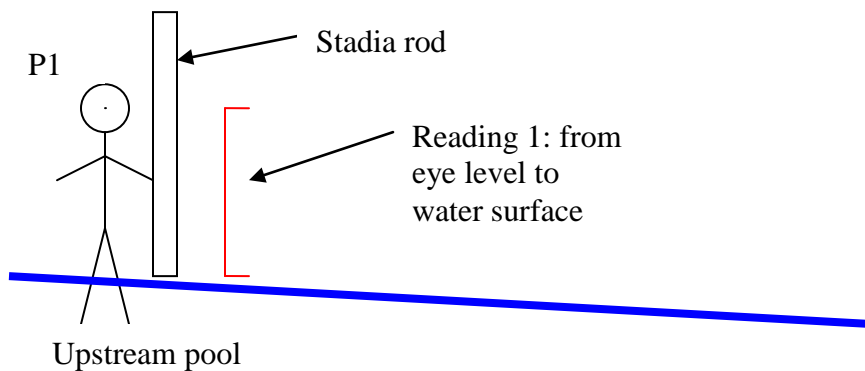 Stadia rod
P1
Reading 1: from
eye level to
water surface
Upstream pool